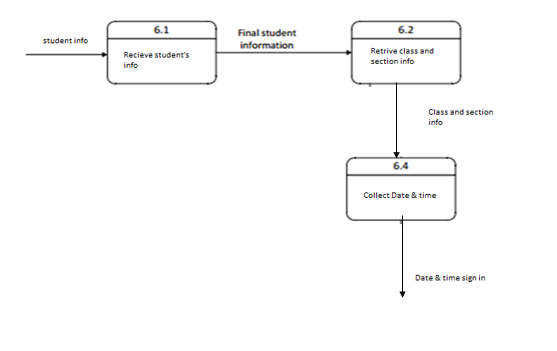 student info
6.1
Recieve student's
info
Final student
information
6.2
Retrive class and
section info
Class and section
info
6.4
Collect Date & time
Date & time sign in